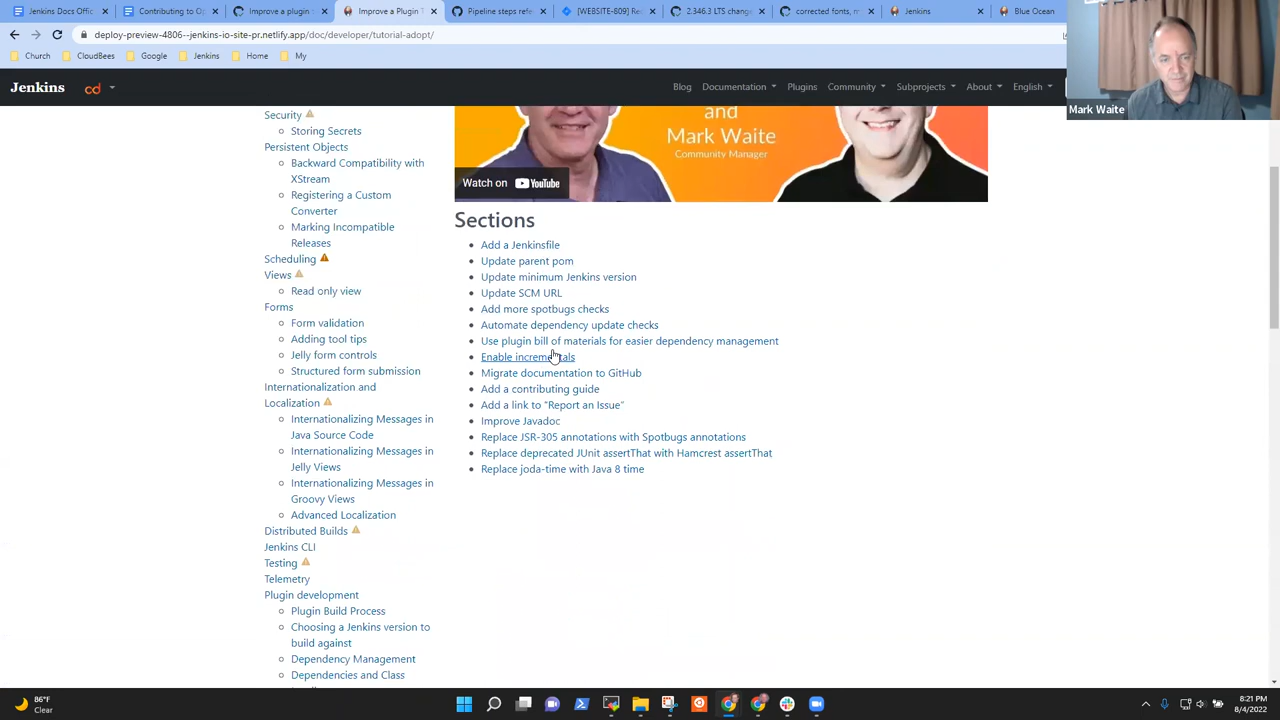 Jenkins Docs Offic
Contributing to Op
Improve a plugin
Improve a Plugin T
Pipeline steps refe
[WEBSITE-809] Re
2.346.3 LTS change
corrected fonts, m
Jenkins
Blue Ocean
deploy-preview-4806--jenkins-io-site-pr.netlify.app/doc/developer/tutorial-adopt/
Church
CloudBees
Google
Jenkins
Home
My
Jenkins
cd
Blog
Documentation
Plugins
Community
Subprojects
About
English
Mark Waite
Security
Storing Secrets
Persistent Objects
Backward Compatibility with
XStream
Registering a Custom
Converter
Marking Incompatible
Releases
Scheduling
Views
Read only view
Forms
Form validation
Adding tool tips
Jelly form controls
Structured form submission
Internationalization and
Localization
Internationalizing Messages in
Java Source Code
Internationalizing Messages in
Jelly Views
Internationalizing Messages in
Groovy Views
Advanced Localization
Distributed Builds
Jenkins CLI
Testing
Telemetry
Plugin development
Plugin Build Process
Choosing a Jenkins version to
build against
Dependency Management
Dependencies and Class
and
Mark Waite
Community Manager
Watch on YouTube
Sections
Add a Jenkinsfile
Update parent pom
Update minimum Jenkins version
Update SCM URL
Add more spotbugs checks
Automate dependency update checks
Use plugin bill of materials for easier dependency management
Enable incrementals
Migrate documentation to GitHub
Add a contributing guide
Add a link to "Report an Issue"
Improve Javadoc
Replace JSR-305 annotations with Spotbugs annotations
Replace deprecated JUnit assertThat with Hamcrest assertThat
Replace joda-time with Java 8 time
86°F
Clear
8:21 PM
8/4/2022